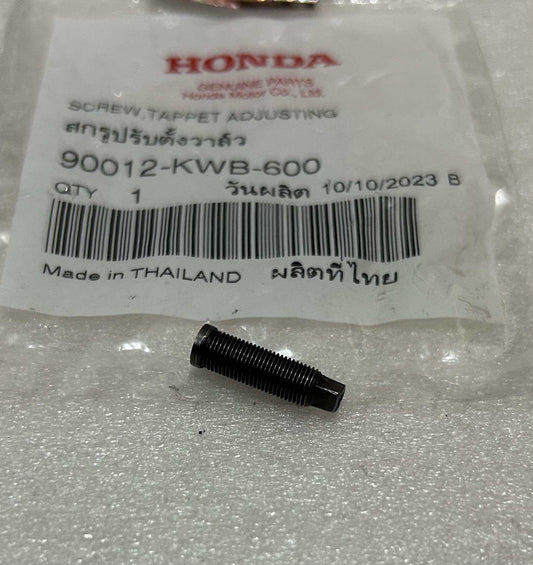 HONDA
GENUINE PARTS
Honda Motor Co., Ltd.
SCREW, TAPPET ADJUSTING
สกรูปรับตั้งวาล์ว
90012-KWB-600
QTY 1 วันผลิต 10/10/2023 B
Made in THAILAND ผลิตที่ไทย